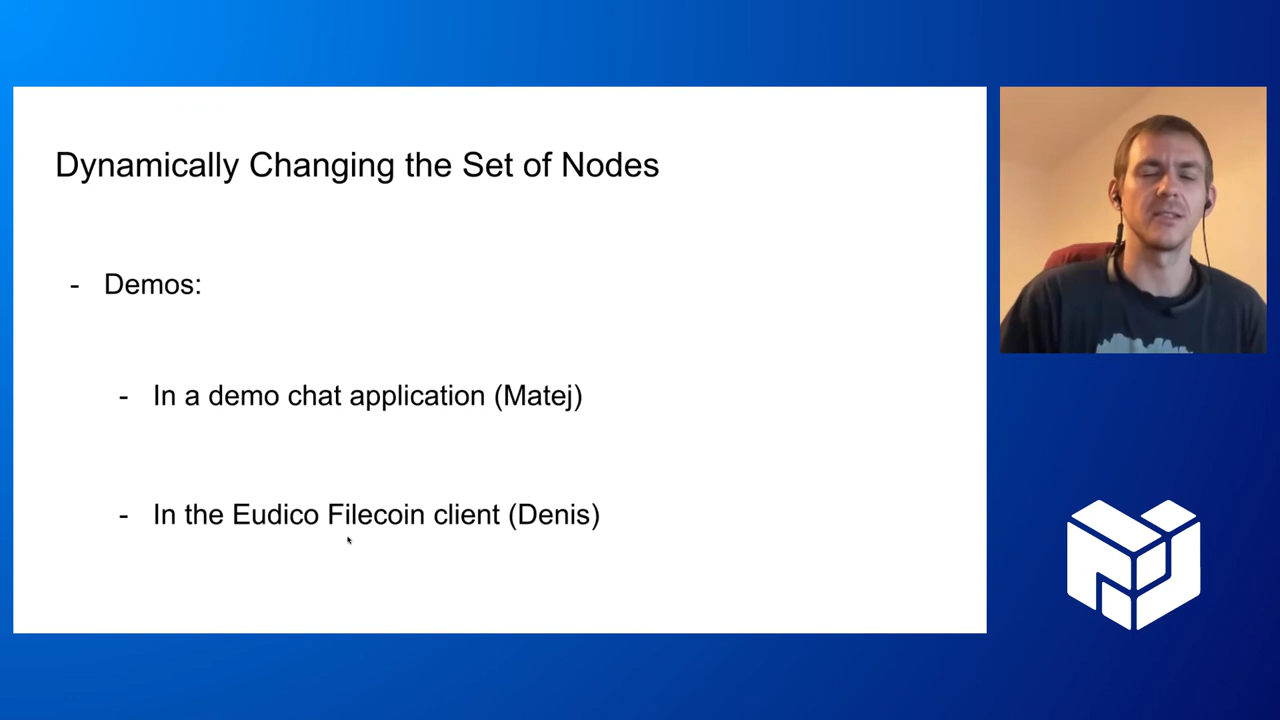 Dynamically Changing the Set of Nodes
- Demos:
- In a demo chat application (Matej)
- In the Eudico Filecoin client (Denis)